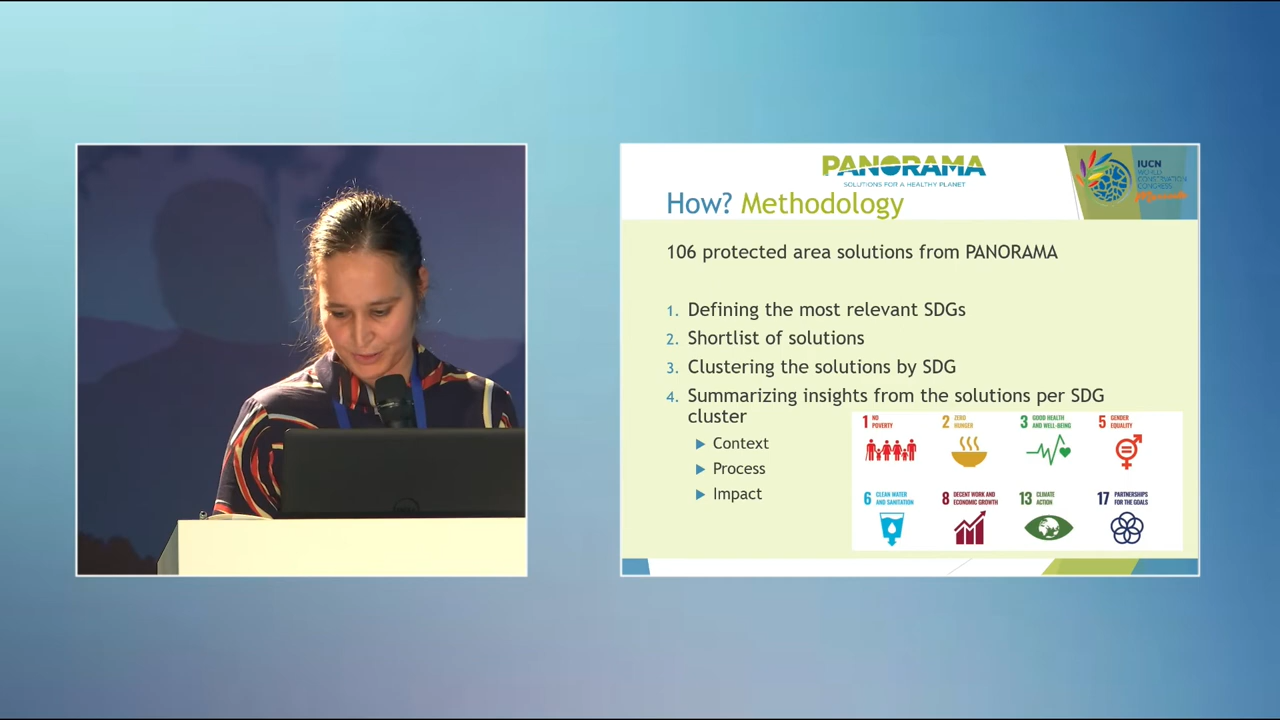 PANORAMA
SOLUTIONS FOR A HEALTHY PLANET
IUCN
WORLD
CONSERVATION
CONGRESS
Marseille
How? Methodology
106 protected area solutions from PANORAMA
1. Defining the most relevant SDGs
2. Shortlist of solutions
3. Clustering the solutions by SDG
4. Summarizing insights from the solutions per SDG
cluster
Context
Process
Impact
1 NO
POVERTY
2 ZERO
HUNGER
3 GOOD HEALTH
AND WELL-BEING
5 GENDER
EQUALITY
6 CLEAN WATER
AND SANITATION
8 DECENT WORK AND
ECONOMIC GROWTH
13 CLIMATE
ACTION
17 PARTNERSHIPS
FOR THE GOALS
DELL